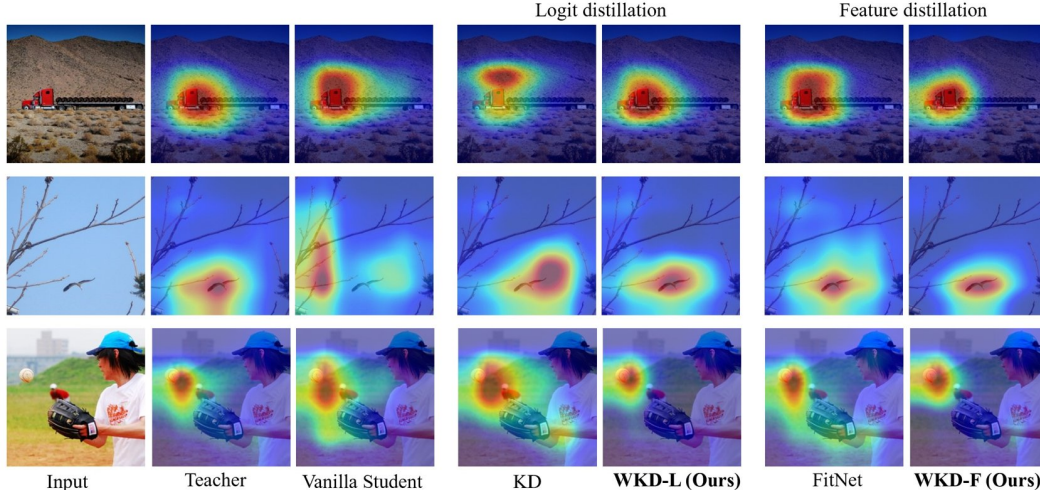 Logit distillation
Feature distillation
Input
Teacher
Vanilla Student
KD
WKD-L (Ours)
FitNet
WKD-F (Ours)